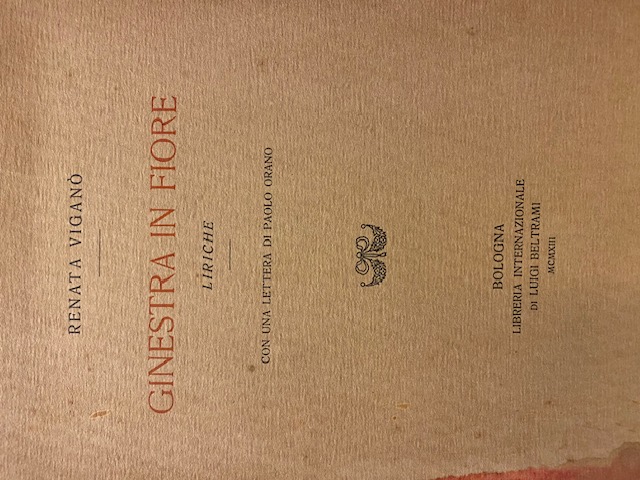 RENATA VIGANÒ
GINESTRA IN FIORE
LIRICHE
CON UNA LETTERA DI PAOLO ORANO
BOLOGNA
LIBRERIA INTERNAZIONALE
DI LUIGI BELTRAMI
MCMXIII